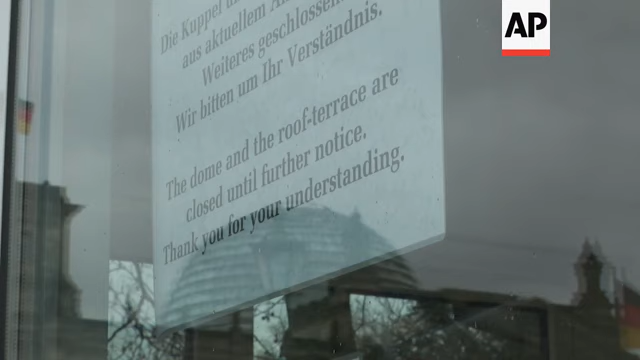 AP
Die Kuppel
aus aktuellem
Weiteres geschlossen
Wir bitten um Ihr Verständnis.
The dome and the roof-terrace are
closed until further notice.
Thank you for your understanding.